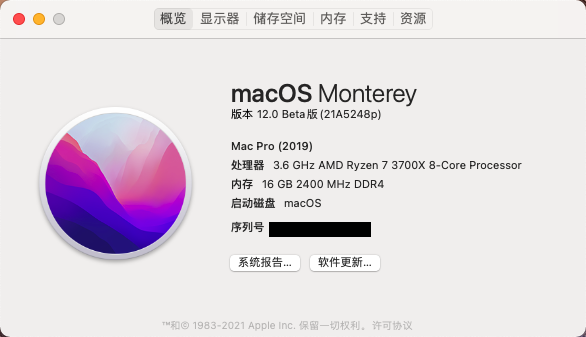 概览 显示器 储存空间 内存 支持 资源
macOS Monterey
版本 12.0 Beta版 (21A5248p)
Mac Pro (2019)
处理器 3.6 GHz AMD Ryzen 7 3700X 8-Core Processor
内存 16 GB 2400 MHz DDR4
启动磁盘 macOS
序列号
系统报告... 软件更新...
™和© 1983-2021 Apple Inc. 保留一切权利。许可协议